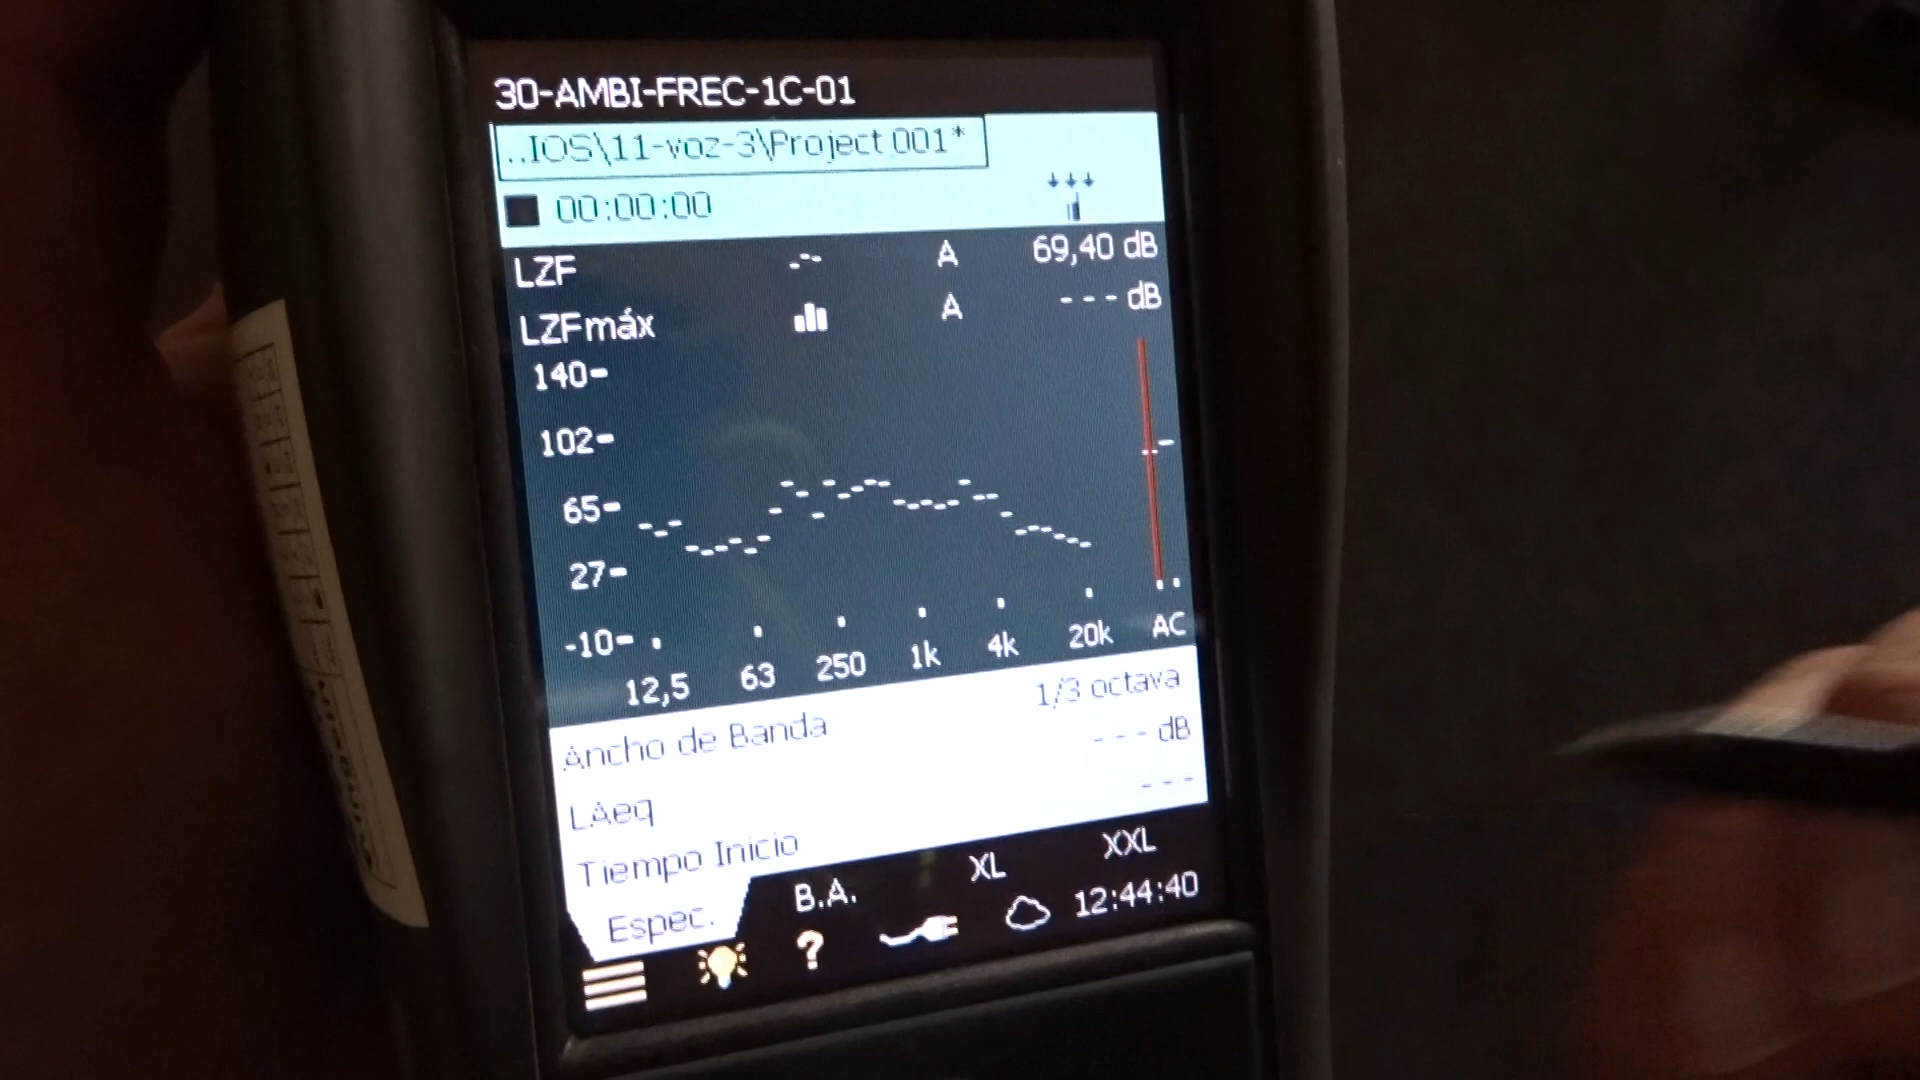 30-AMBI-FREC-1C-01
..IOS\11-voz-3\Project 001*
00:00:00
LZF A 69,40 dB
LZFmáx A --- dB
140
102
65
27
-10
12,5 63 250 1k 4k 20k AC
Ancho de Banda 1/3 octava
LAeq --- dB
Tiempo Inicio ---
Espec. B.A. XL XXL
? 12:44:40